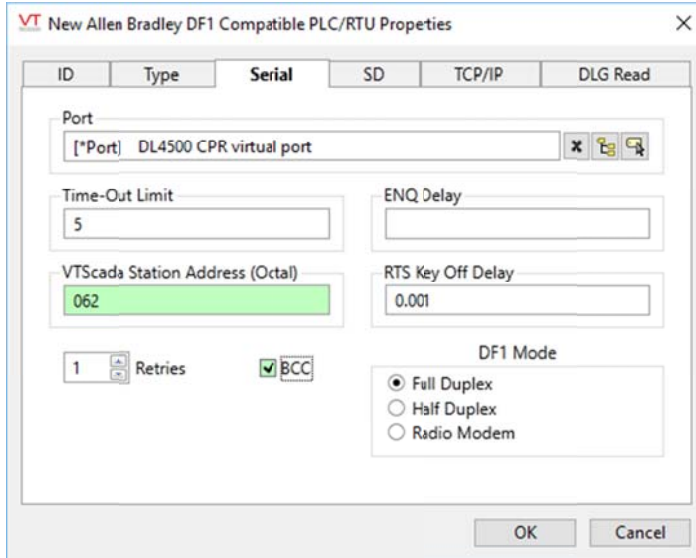 VT New Allen Bradley DF1 Compatible PLC/RTU Properties
ID Type Serial SD TCP/IP DLG Read
Port
[*Port] DL4500 CPR virtual port
Time-Out Limit ENQ Delay
5
VTScada Station Address (Octal) RTS Key Off Delay
062 0.001
1 Retries BCC
DF1 Mode
Full Duplex
Half Duplex
Radio Modem
OK Cancel